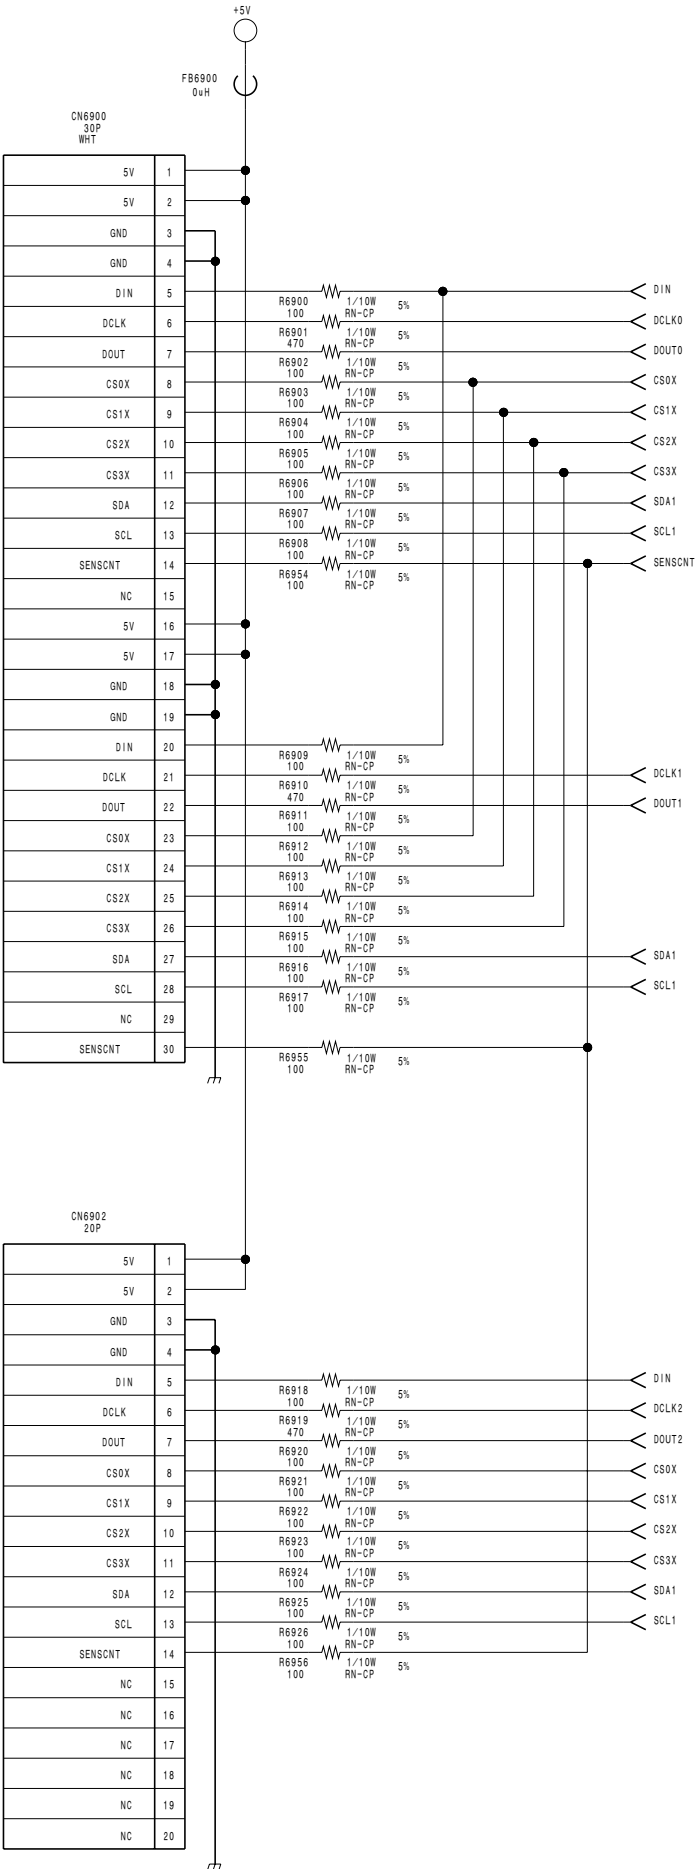 +5V
FB6900
0uH
CN6900
30P
WHT
5V 1
5V 2
GND 3
GND 4
DIN 5
R6900 1/10W 5%
100 RN-CP
DIN
DCLK 6
R6901 1/10W 5%
470 RN-CP
DCLK0
DOUT 7
R6902 1/10W 5%
100 RN-CP
DOUT0
CS0X 8
R6903 1/10W 5%
100 RN-CP
CS0X
CS1X 9
R6904 1/10W 5%
100 RN-CP
CS1X
CS2X 10
R6905 1/10W 5%
100 RN-CP
CS2X
CS3X 11
R6906 1/10W 5%
100 RN-CP
CS3X
SDA 12
R6907 1/10W 5%
100 RN-CP
SDA1
SCL 13
R6908 1/10W 5%
100 RN-CP
SCL1
SENSCNT 14
R6954 1/10W 5%
100 RN-CP
SENSCNT
NC 15
5V 16
5V 17
GND 18
GND 19
DIN 20
R6909 1/10W 5%
100 RN-CP
DCLK 21
R6910 1/10W 5%
470 RN-CP
DCLK1
DOUT 22
R6911 1/10W 5%
100 RN-CP
DOUT1
CS0X 23
R6912 1/10W 5%
100 RN-CP
CS1X 24
R6913 1/10W 5%
100 RN-CP
CS2X 25
R6914 1/10W 5%
100 RN-CP
CS3X 26
R6915 1/10W 5%
100 RN-CP
SDA 27
R6916 1/10W 5%
100 RN-CP
SDA1
SCL 28
R6917 1/10W 5%
100 RN-CP
SCL1
NC 29
SENSCNT 30
R6955 1/10W 5%
100 RN-CP
CN6902
20P
5V 1
5V 2
GND 3
GND 4
DIN 5
R6918 1/10W 5%
100 RN-CP
DIN
DCLK 6
R6919 1/10W 5%
470 RN-CP
DCLK2
DOUT 7
R6920 1/10W 5%
100 RN-CP
DOUT2
CS0X 8
R6921 1/10W 5%
100 RN-CP
CS0X
CS1X 9
R6922 1/10W 5%
100 RN-CP
CS1X
CS2X 10
R6923 1/10W 5%
100 RN-CP
CS2X
CS3X 11
R6924 1/10W 5%
100 RN-CP
CS3X
SDA 12
R6925 1/10W 5%
100 RN-CP
SDA1
SCL 13
R6926 1/10W 5%
100 RN-CP
SCL1
SENSCNT 14
R6956 1/10W 5%
100 RN-CP
NC 15
NC 16
NC 17
NC 18
NC 19
NC 20